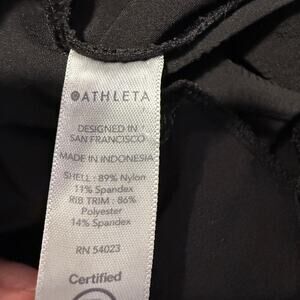 ATHLETA
DESIGNED IN
SAN FRANCISCO
MADE IN INDONESIA
SHELL : 89% Nylon
11% Spandex
RIB TRIM : 86%
Polyester
14% Spandex
RN 54023
Certified